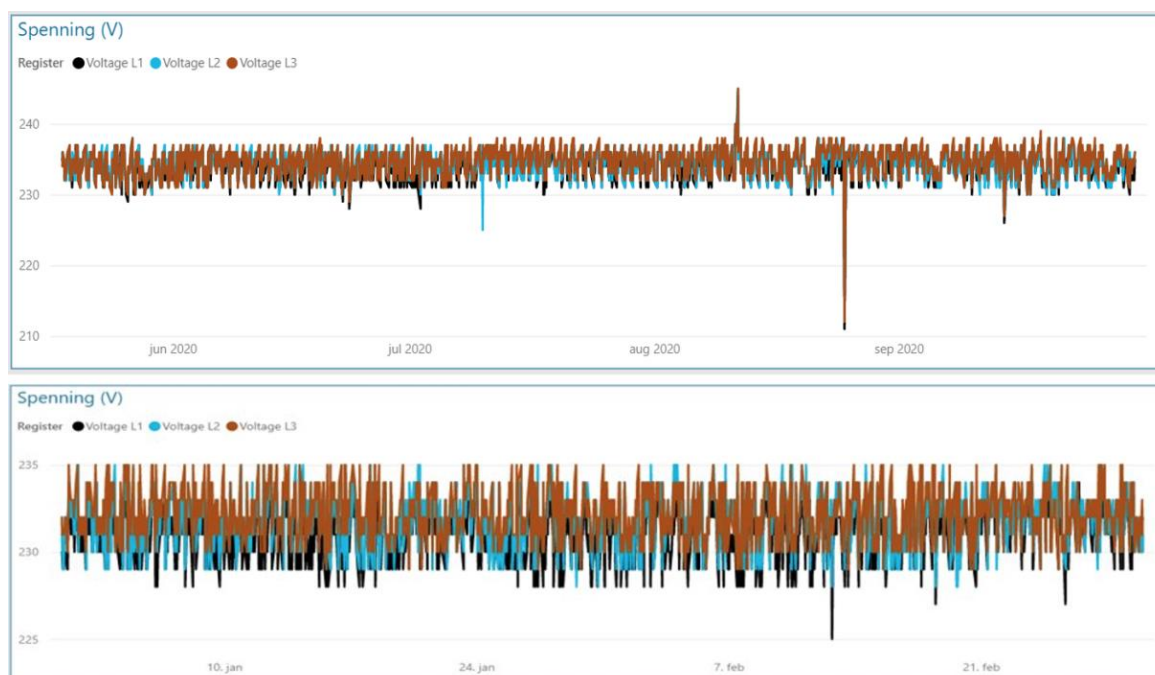 Spenning (V)
Register Voltage L1 Voltage L2 Voltage L3
240
230
220
210
jun 2020 jul 2020 aug 2020 sep 2020
Spenning (V)
Register Voltage L1 Voltage L2 Voltage L3
235
230
225
10. jan 24. jan 7. feb 21. feb